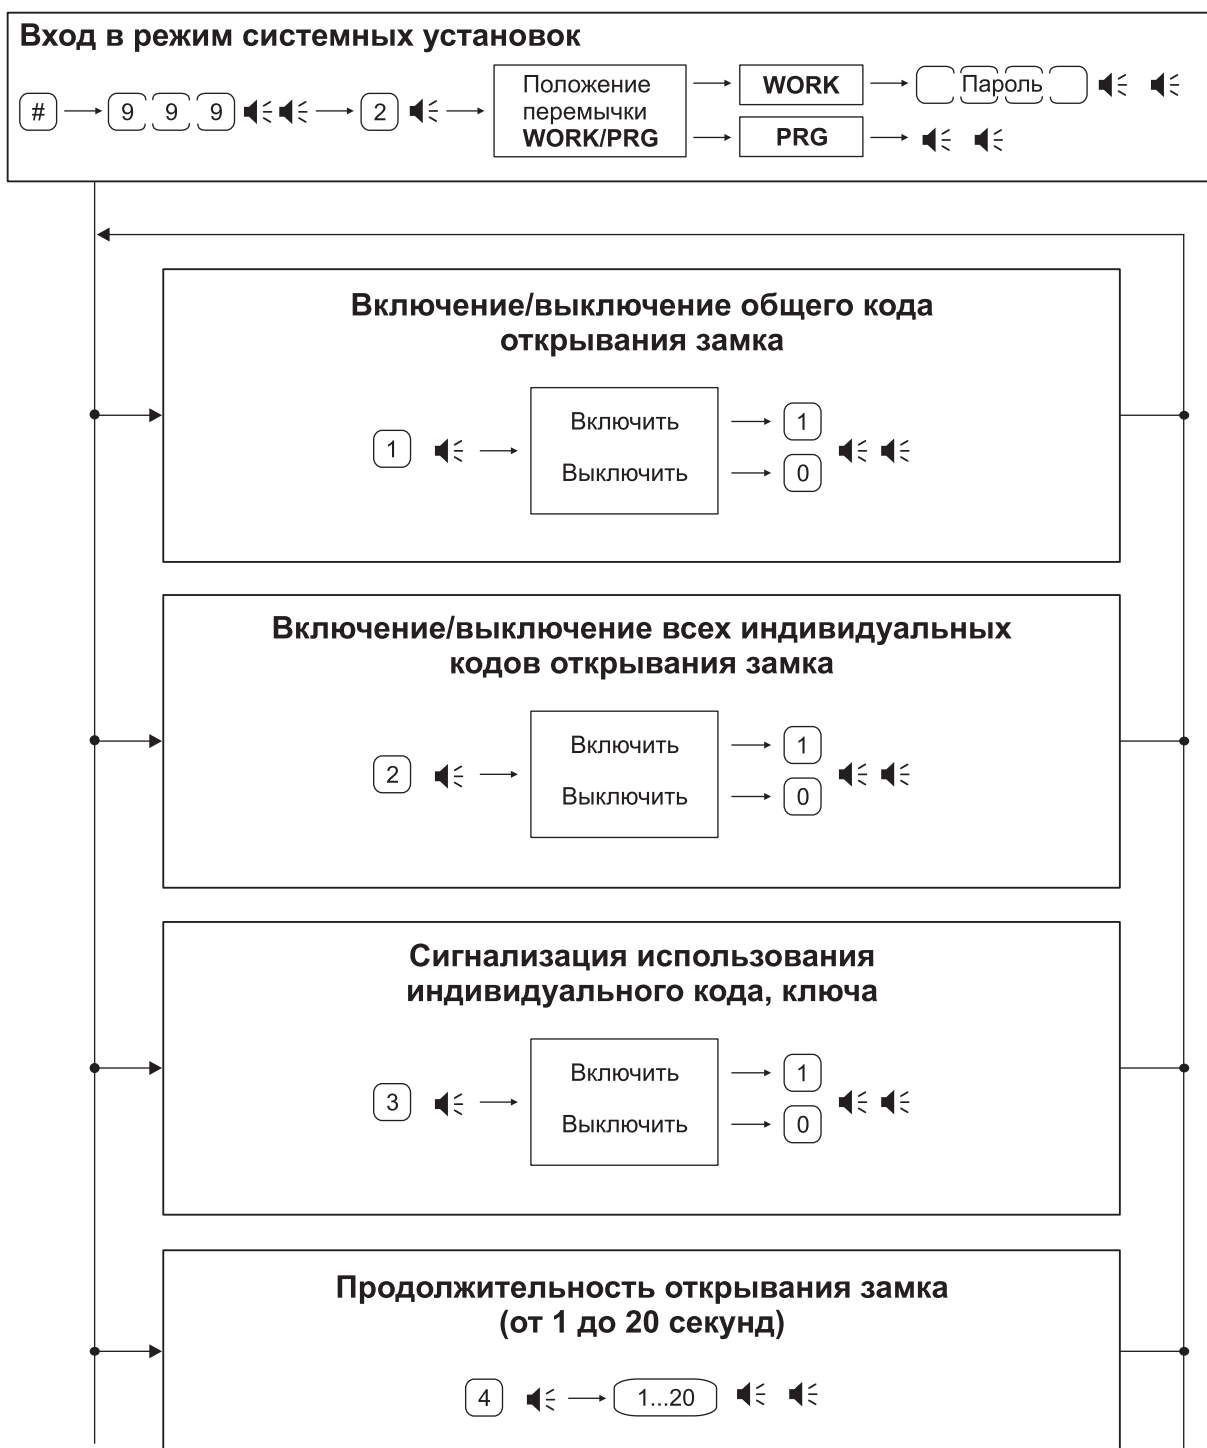 Вход в режим системных установок
# 9 9 9 2 Положение перемычки WORK/PRG WORK Пароль
PRG
Включение/выключение общего кода
открывания замка
Включить 1
1
Выключить 0
Включение/выключение всех индивидуальных
кодов открывания замка
Включить 1
2
Выключить 0
Сигнализация использования
индивидуального кода, ключа
Включить 1
3
Выключить 0
Продолжительность открывания замка
(от 1 до 20 секунд)
4 1...20